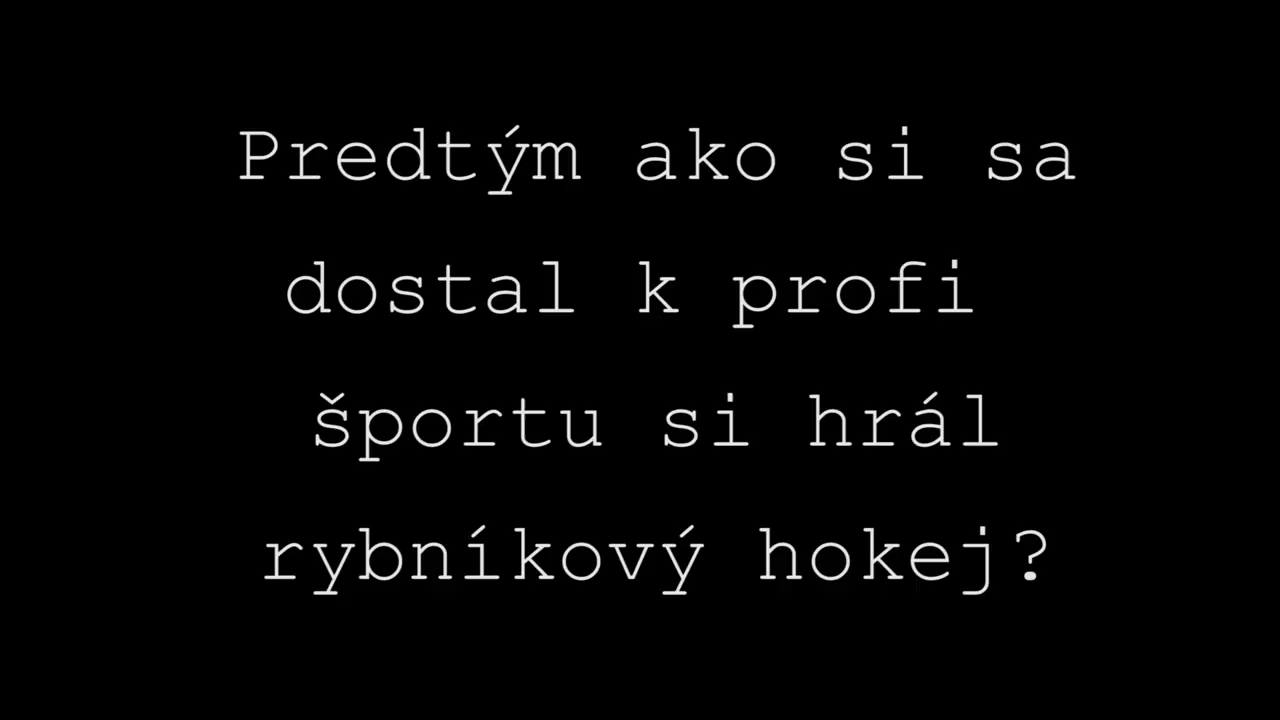 Predtým ako si sa
dostal k profi
športu si hrál
rybníkový hokej?